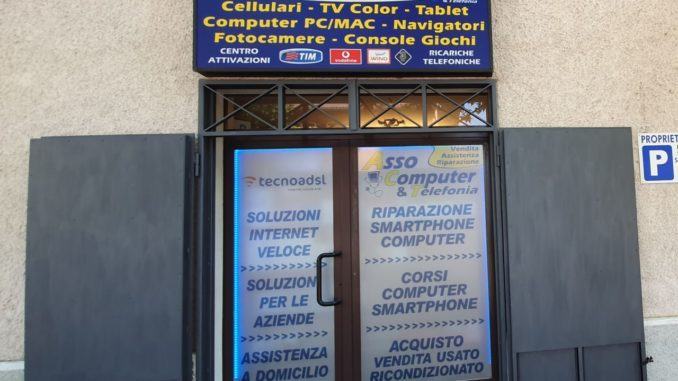 & Telefonia
Cellulari - TV Color - Tablet
Computer PC/MAC - Navigatori
Fotocamere - Console Giochi
CENTRO
ATTIVAZIONI
TIM
vodafone
WIND
RICARICHE
TELEFONICHE
tecnoadsl
SOLUZIONI
INTERNET
VELOCE
>>>>>>>>>>
SOLUZIONI
PER LE
AZIENDE
>>>>>>>>>>
ASSISTENZA
A DOMICILIO
Vendita
Assistenza
Riparazione
Asso
Computer
& Telefonia
RIPARAZIONE
SMARTPHONE
COMPUTER
>>>>>>>>>>>>
CORSI
COMPUTER
SMARTPHONE
>>>>>>>>>>>>
ACQUISTO
VENDITA USATO
RICONDIZIONATO
PROPRIET
P